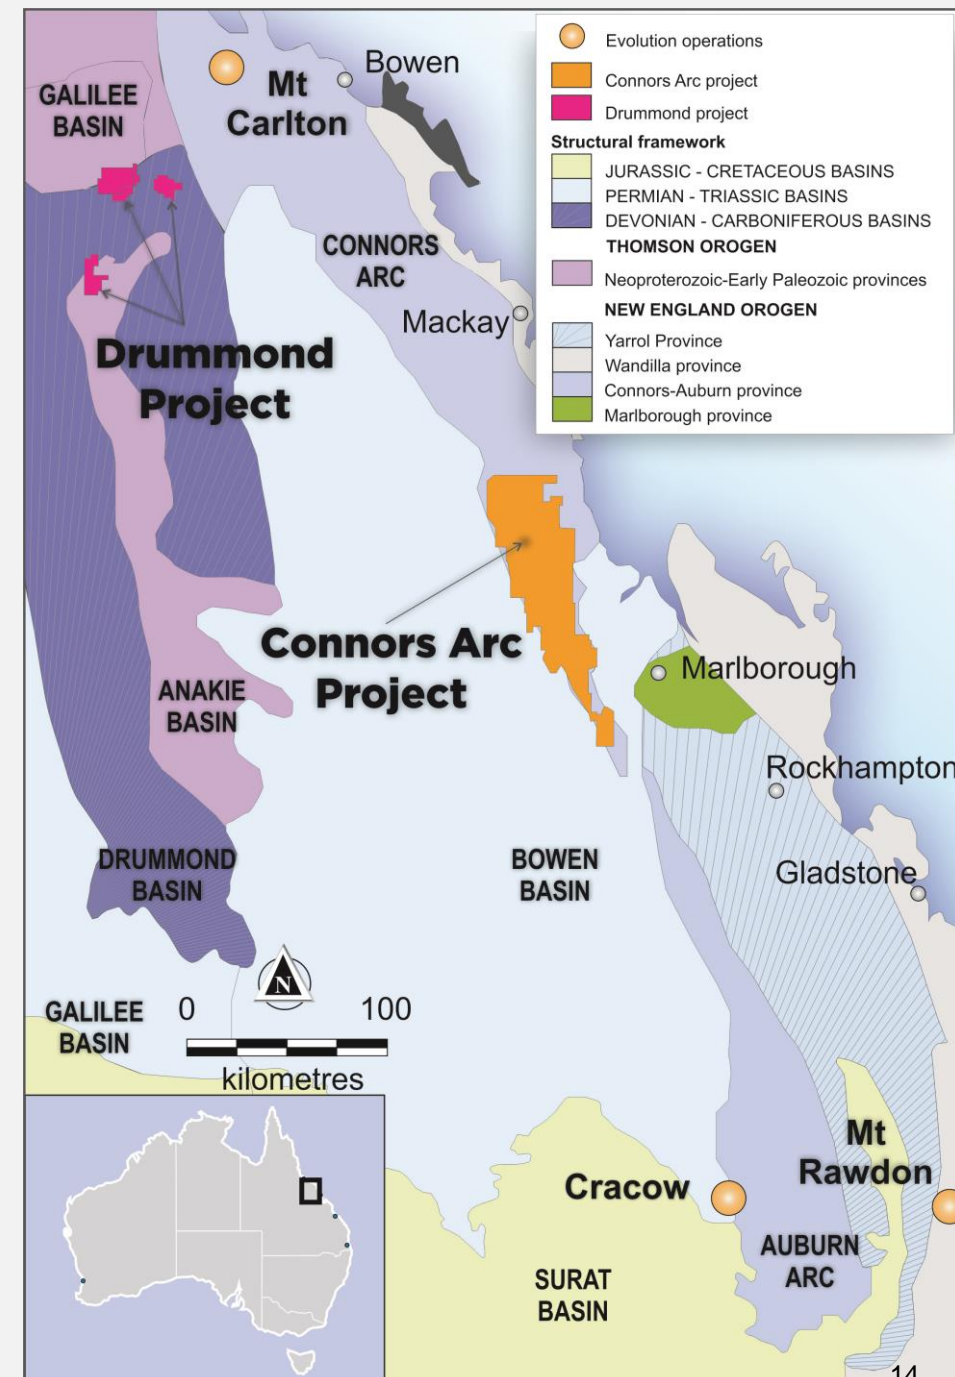 Evolution operations
Connors Arc project
Drummond project
Structural framework
JURASSIC - CRETACEOUS BASINS
PERMIAN - TRIASSIC BASINS
DEVONIAN - CARBONIFEROUS BASINS
THOMSON OROGEN
Neoproterozoic-Early Paleozoic provinces
NEW ENGLAND OROGEN
Yarrol Province
Wandilla province
Connors-Auburn province
Marlborough province
Bowen
Mt
Carlton
GALILEE
BASIN
CONNORS
ARC
Mackay
Drummond
Project
Connors Arc
Project
Marlborough
ANAKIE
BASIN
Rockhampton
DRUMMOND
BASIN
BOWEN
BASIN
Gladstone
N
0 100
kilometres
GALILEE
BASIN
Mt
Rawdon
Cracow
AUBURN
ARC
SURAT
BASIN
14